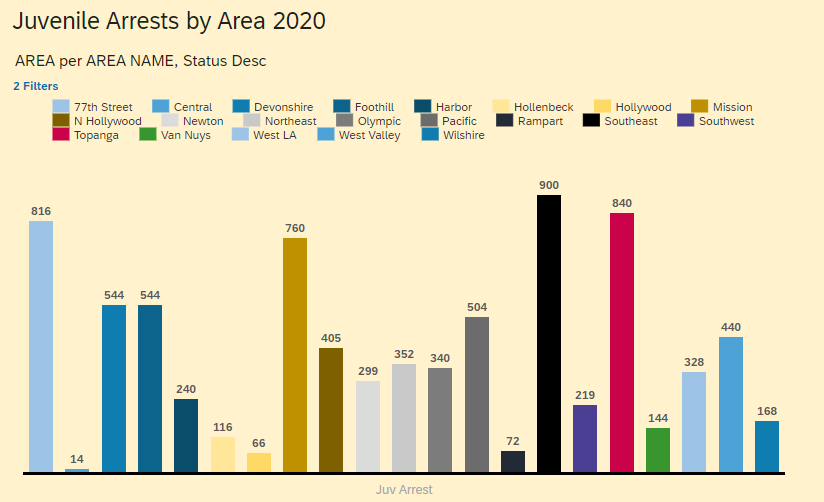 Juvenile Arrests by Area 2020
AREA per AREA NAME, Status Desc
2 Filters
77th Street Central Devonshire Foothill Harbor Hollenbeck Hollywood Mission
N Hollywood Newton Northeast Olympic Pacific Rampart Southeast Southwest
Topanga Van Nuys West LA West Valley Wilshire
816 14 544 544 240 116 66 760 405 299 352 340 504 72 900 219 840 144 328 440 168
Juv Arrest